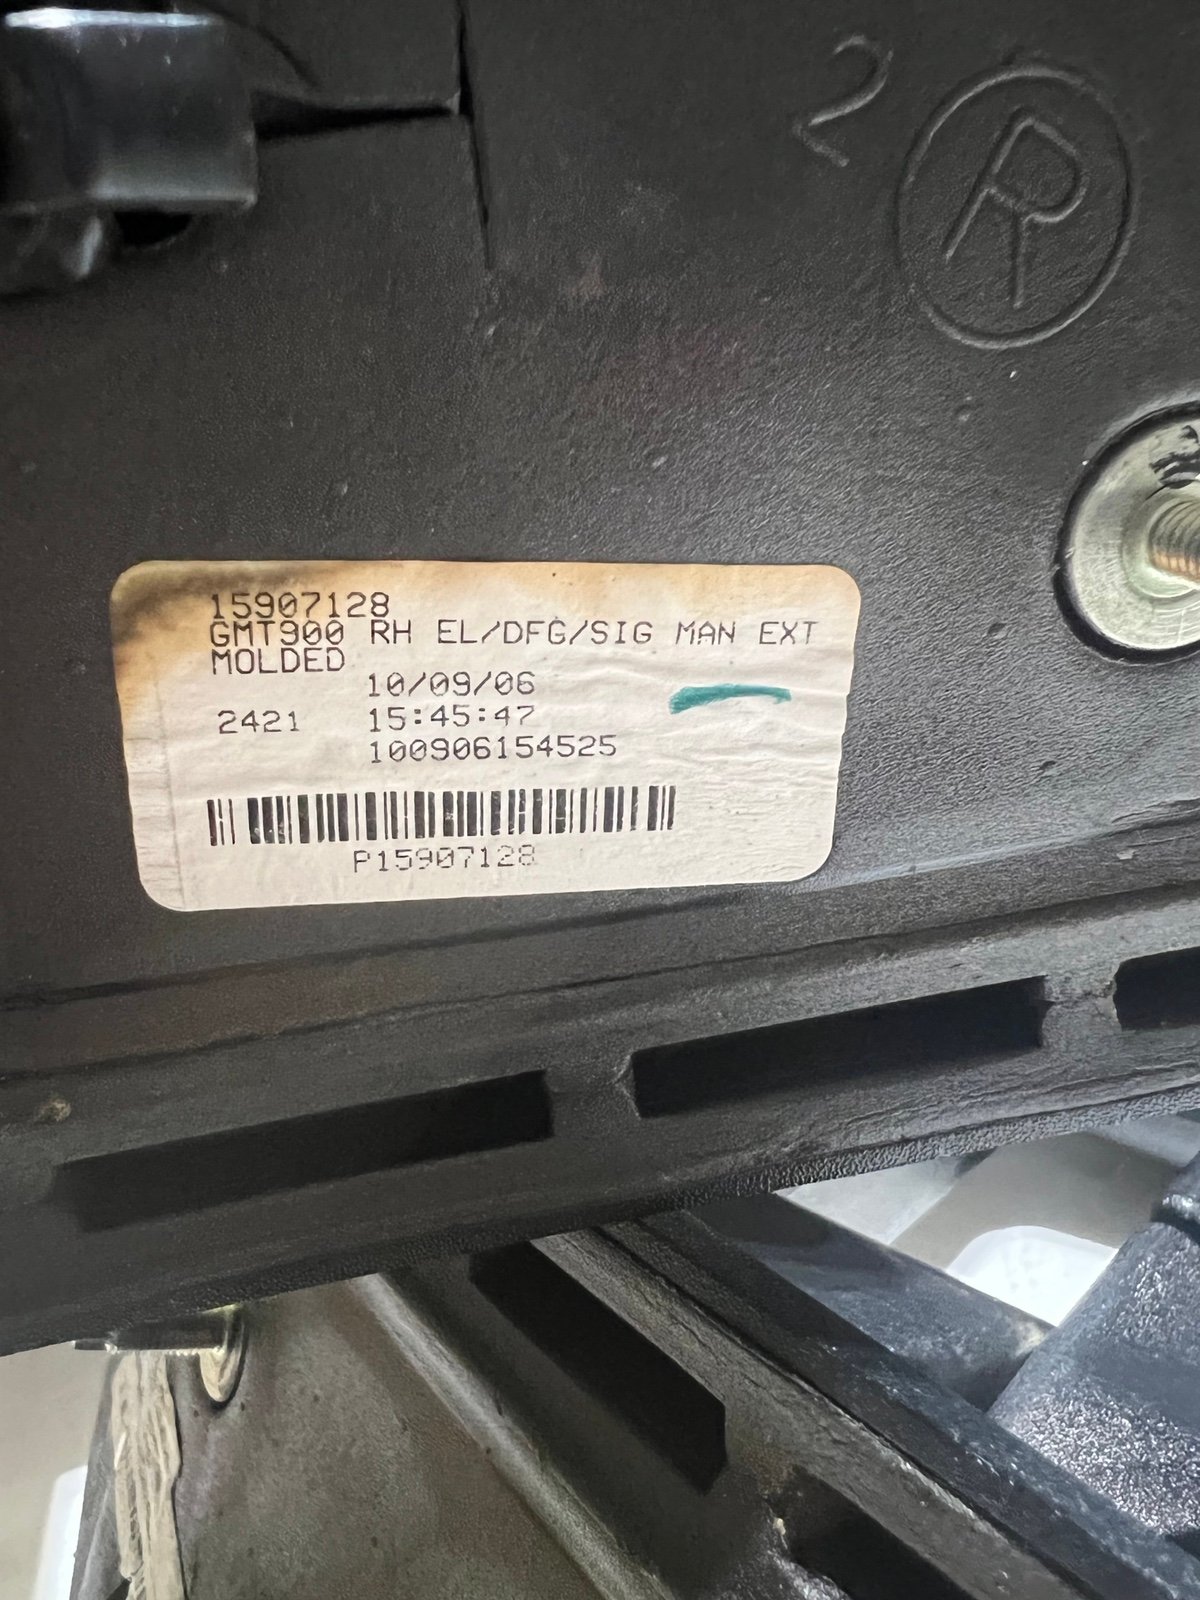 2 R
15907128
GMT900 RH EL/DFG/SIG MAN EXT
MOLDED
10/09/06
2421 15:45:47
100906154525
P15907128